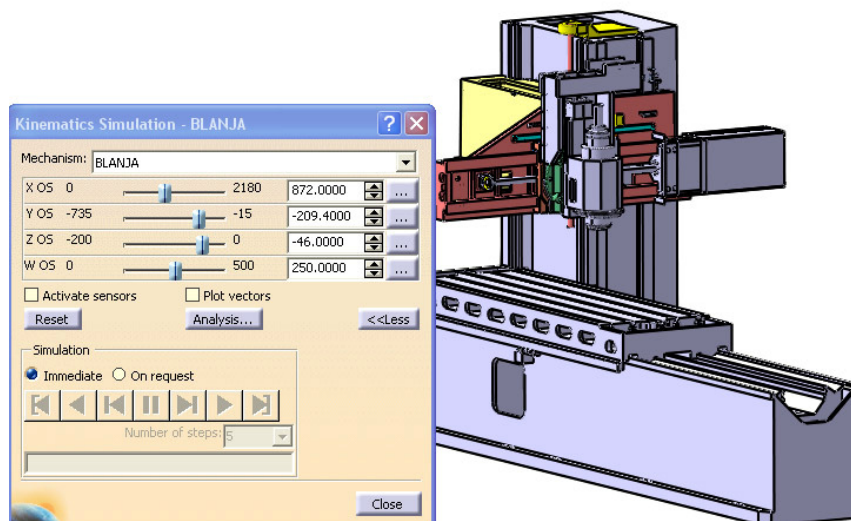 Kinematics Simulation - BLANJA
Mechanism: BLANJA
X OS 0 2180 872.0000 ...
Y OS -735 -15 -209.4000 ...
Z OS -200 0 -46.0000 ...
W OS 0 500 250.0000 ...
Activate sensors Plot vectors
Reset Analysis... <<Less
Simulation
Immediate On request
Number of steps: 5
Close